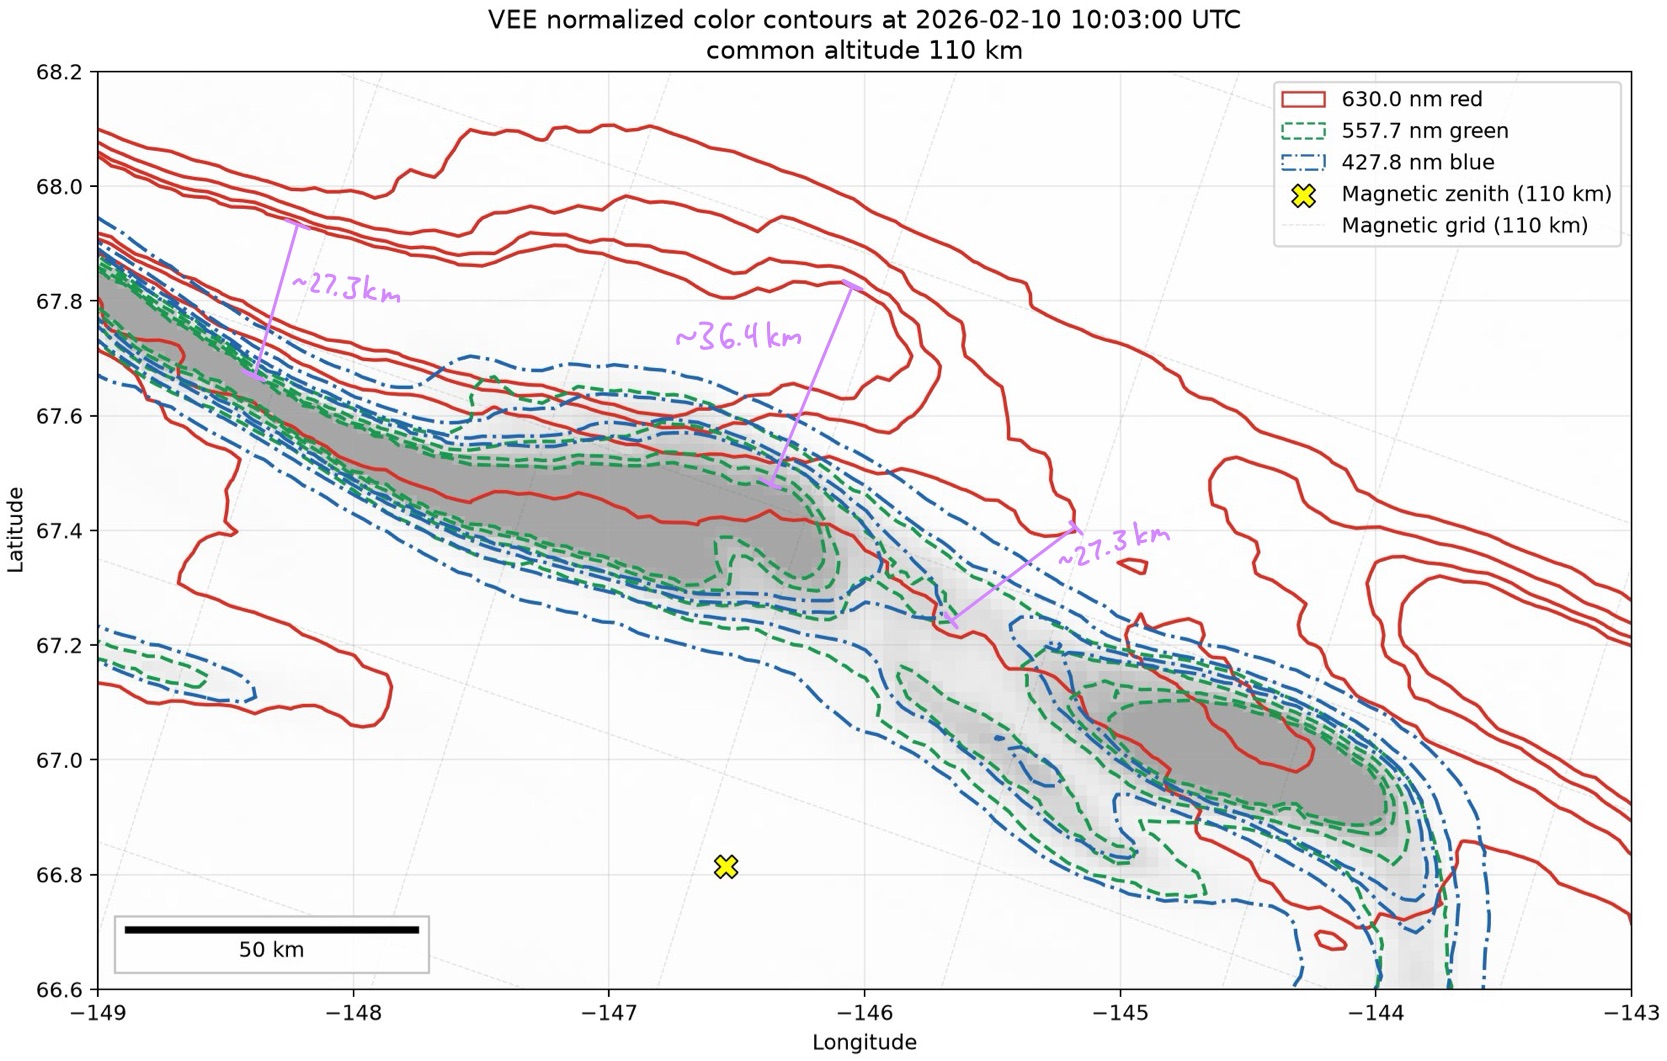 VEE normalized color contours at 2026-02-10 10:03:00 UTC
common altitude 110 km
68.2
68.0
67.8
67.6
67.4
67.2
67.0
66.8
66.6
Latitude
630.0 nm red
557.7 nm green
427.8 nm blue
Magnetic zenith (110 km)
Magnetic grid (110 km)
~27.3km
~36.4km
~27.3km
50 km
−149
−148
−147
−146
−145
−144
−143
Longitude